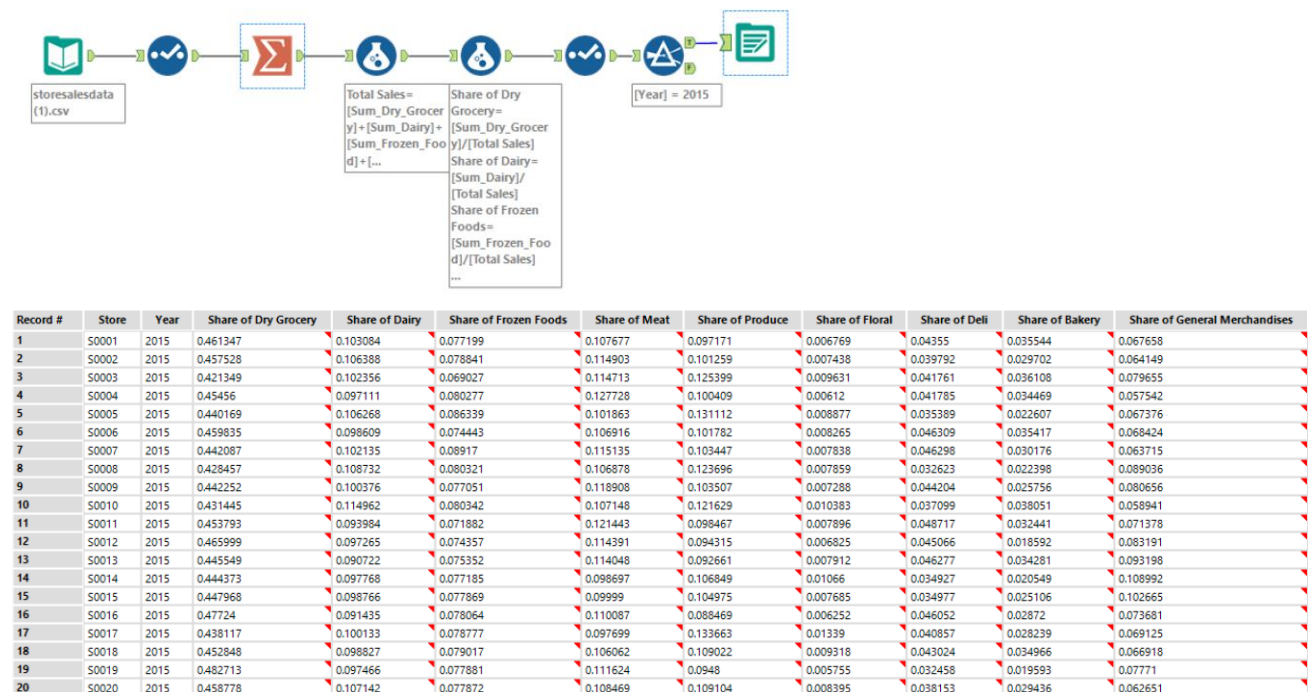 storesalesdata
(1).csv
Total Sales=
[Sum_Dry_Grocer
y]+[Sum_Dairy]+
[Sum_Frozen_Foo
d]+[...
Share of Dry
Grocery=
[Sum_Dry_Grocer
y]/[Total Sales]
Share of Dairy=
[Sum_Dairy]/
[Total Sales]
Share of Frozen
Foods=
[Sum_Frozen_Foo
d]/[Total Sales]
...
T
F
[Year] = 2015
Record # Store Year Share of Dry Grocery Share of Dairy Share of Frozen Foods Share of Meat Share of Produce Share of Floral Share of Deli Share of Bakery Share of General Merchandises
1 S0001 2015 0.461347 0.103084 0.077199 0.107677 0.097171 0.006769 0.04355 0.035544 0.067658
2 S0002 2015 0.457528 0.106388 0.078841 0.114903 0.101259 0.007438 0.039792 0.029702 0.064149
3 S0003 2015 0.421349 0.102356 0.069027 0.114713 0.125399 0.009631 0.041761 0.036108 0.079655
4 S0004 2015 0.45456 0.097111 0.080277 0.127728 0.100409 0.00612 0.041785 0.034469 0.057542
5 S0005 2015 0.440169 0.106268 0.086339 0.101863 0.131112 0.008877 0.035389 0.022607 0.067376
6 S0006 2015 0.459835 0.098609 0.074443 0.106916 0.101782 0.008265 0.046309 0.035417 0.068424
7 S0007 2015 0.442087 0.102135 0.08917 0.115135 0.103447 0.007838 0.046298 0.030176 0.063715
8 S0008 2015 0.428457 0.108732 0.080321 0.106878 0.123696 0.007859 0.032623 0.022398 0.089036
9 S0009 2015 0.442252 0.100376 0.077051 0.118908 0.103507 0.007288 0.044204 0.025756 0.080656
10 S0010 2015 0.431445 0.114962 0.080342 0.107148 0.121629 0.010383 0.037099 0.038051 0.058941
11 S0011 2015 0.453793 0.093984 0.071882 0.121443 0.098467 0.007896 0.048717 0.032441 0.071378
12 S0012 2015 0.465999 0.097265 0.074357 0.114391 0.094315 0.006825 0.045066 0.018592 0.083191
13 S0013 2015 0.445549 0.090722 0.075352 0.114048 0.092661 0.007912 0.046277 0.034281 0.093198
14 S0014 2015 0.444373 0.097768 0.077185 0.098697 0.106849 0.01066 0.034927 0.020549 0.108992
15 S0015 2015 0.447968 0.098766 0.077869 0.09999 0.104975 0.007685 0.034977 0.025106 0.102665
16 S0016 2015 0.47724 0.091435 0.078064 0.110087 0.088469 0.006252 0.046052 0.02872 0.073681
17 S0017 2015 0.438117 0.100133 0.078777 0.097699 0.133663 0.01339 0.040857 0.028239 0.069125
18 S0018 2015 0.452848 0.098827 0.079017 0.106062 0.109022 0.009318 0.043024 0.034966 0.066918
19 S0019 2015 0.482713 0.097466 0.077881 0.111624 0.0948 0.005755 0.032458 0.019593 0.07771
20 S0020 2015 0.458778 0.107142 0.077872 0.108469 0.109104 0.008395 0.038153 0.029436 0.062651